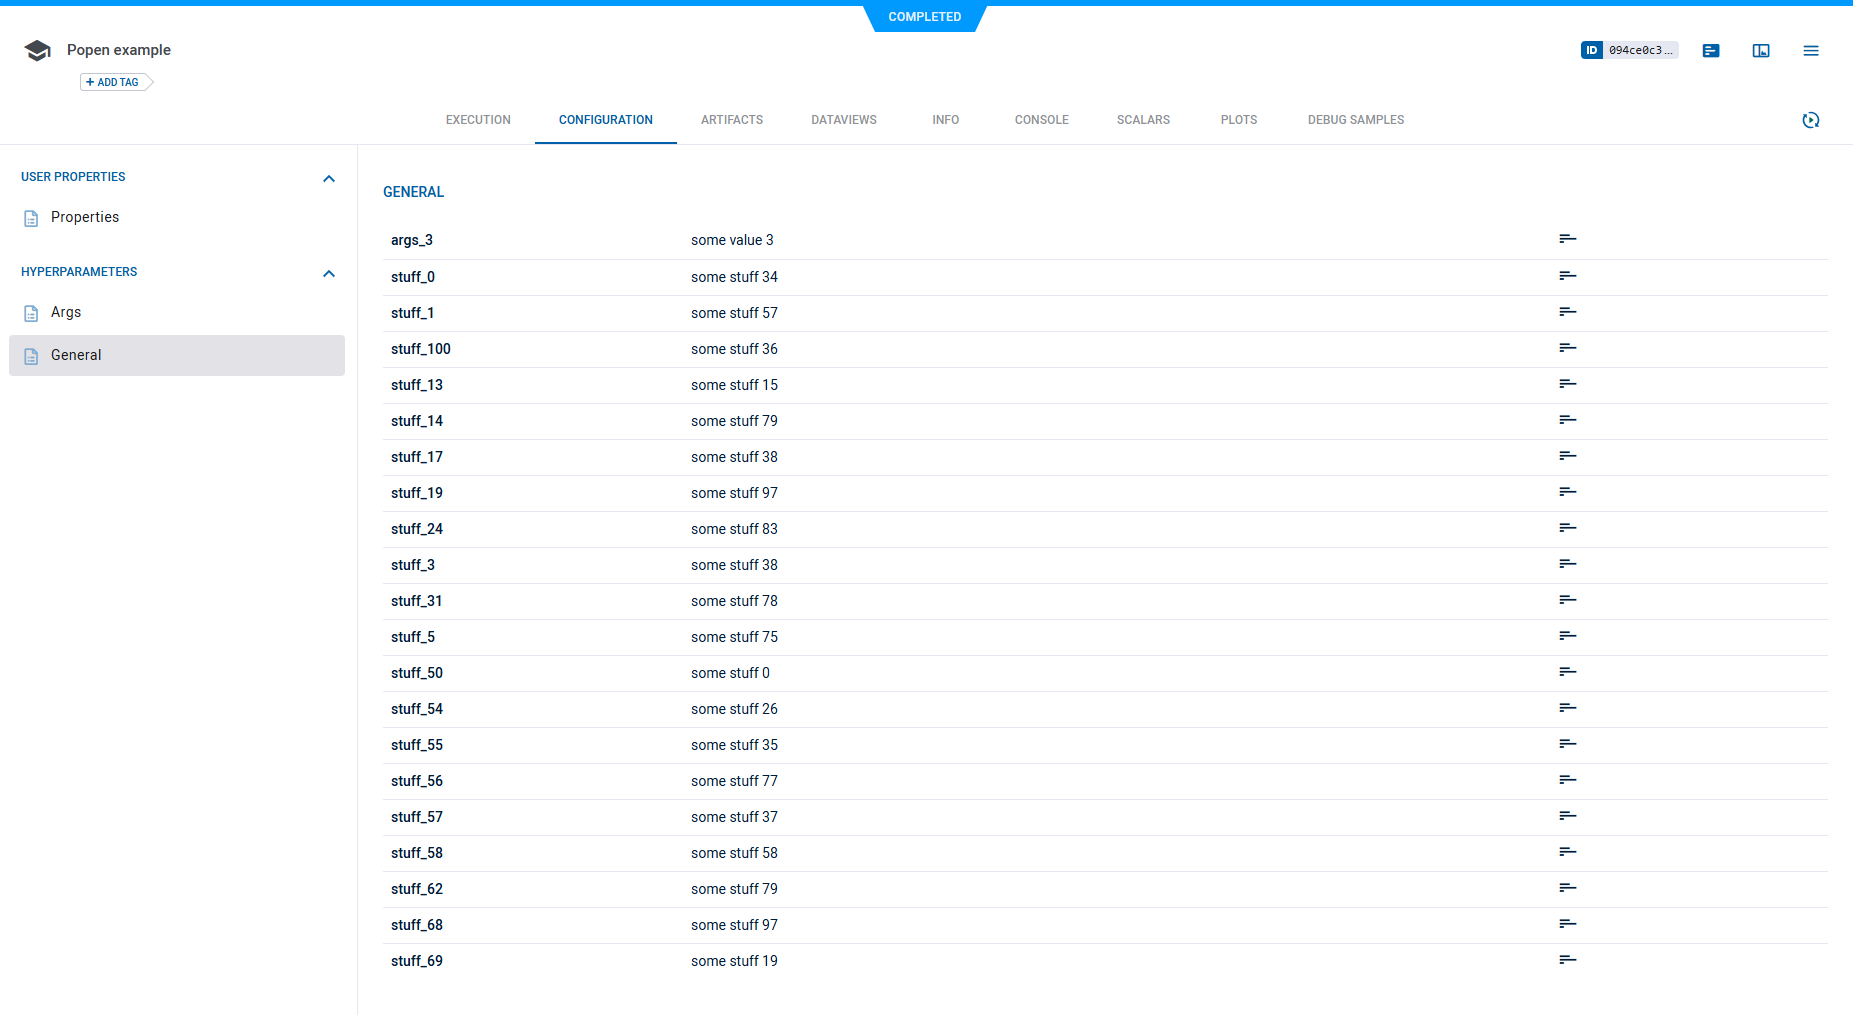 COMPLETED
Popen example
ID 094ce0c3...
+ ADD TAG
EXECUTION CONFIGURATION ARTIFACTS DATAVIEWS INFO CONSOLE SCALARS PLOTS DEBUG SAMPLES
USER PROPERTIES
Properties
HYPERPARAMETERS
Args
General
GENERAL
args_3 some value 3
stuff_0 some stuff 34
stuff_1 some stuff 57
stuff_100 some stuff 36
stuff_13 some stuff 15
stuff_14 some stuff 79
stuff_17 some stuff 38
stuff_19 some stuff 97
stuff_24 some stuff 83
stuff_3 some stuff 38
stuff_31 some stuff 78
stuff_5 some stuff 75
stuff_50 some stuff 0
stuff_54 some stuff 26
stuff_55 some stuff 35
stuff_56 some stuff 77
stuff_57 some stuff 37
stuff_58 some stuff 58
stuff_62 some stuff 79
stuff_68 some stuff 97
stuff_69 some stuff 19